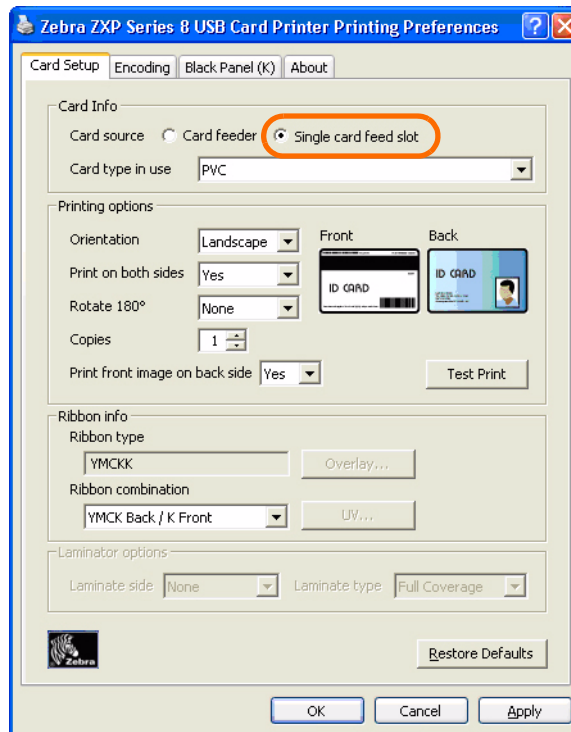 Zebra ZXP Series 8 USB Card Printer Printing Preferences
Card Setup Encoding Black Panel (K) About
Card Info
Card source Card feeder Single card feed slot
Card type in use PVC
Printing options
Orientation Landscape Front Back
Print on both sides Yes
ID CARD
ID CARD
Rotate 180° None
Copies 1
Print front image on back side Yes Test Print
Ribbon info
Ribbon type
YMCKK Overlay...
Ribbon combination
YMCK Back / K Front UV...
Laminator options
Laminate side None Laminate type Full Coverage
Zebra
Restore Defaults
OK Cancel Apply